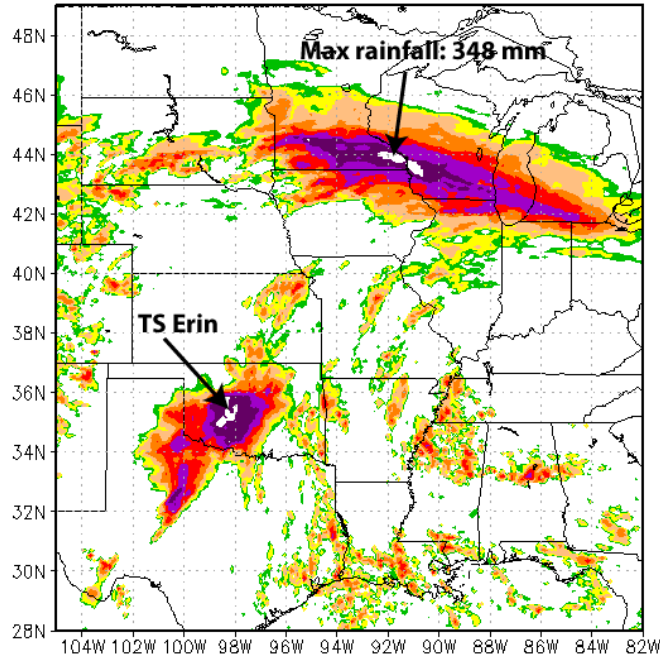 48N
Max rainfall: 348 mm
46N
44N
42N
40N
38N
TS Erin
36N
34N
32N
30N
28N
104W 102W 100W 98W 96W 94W 92W 90W 88W 86W 84W 82W